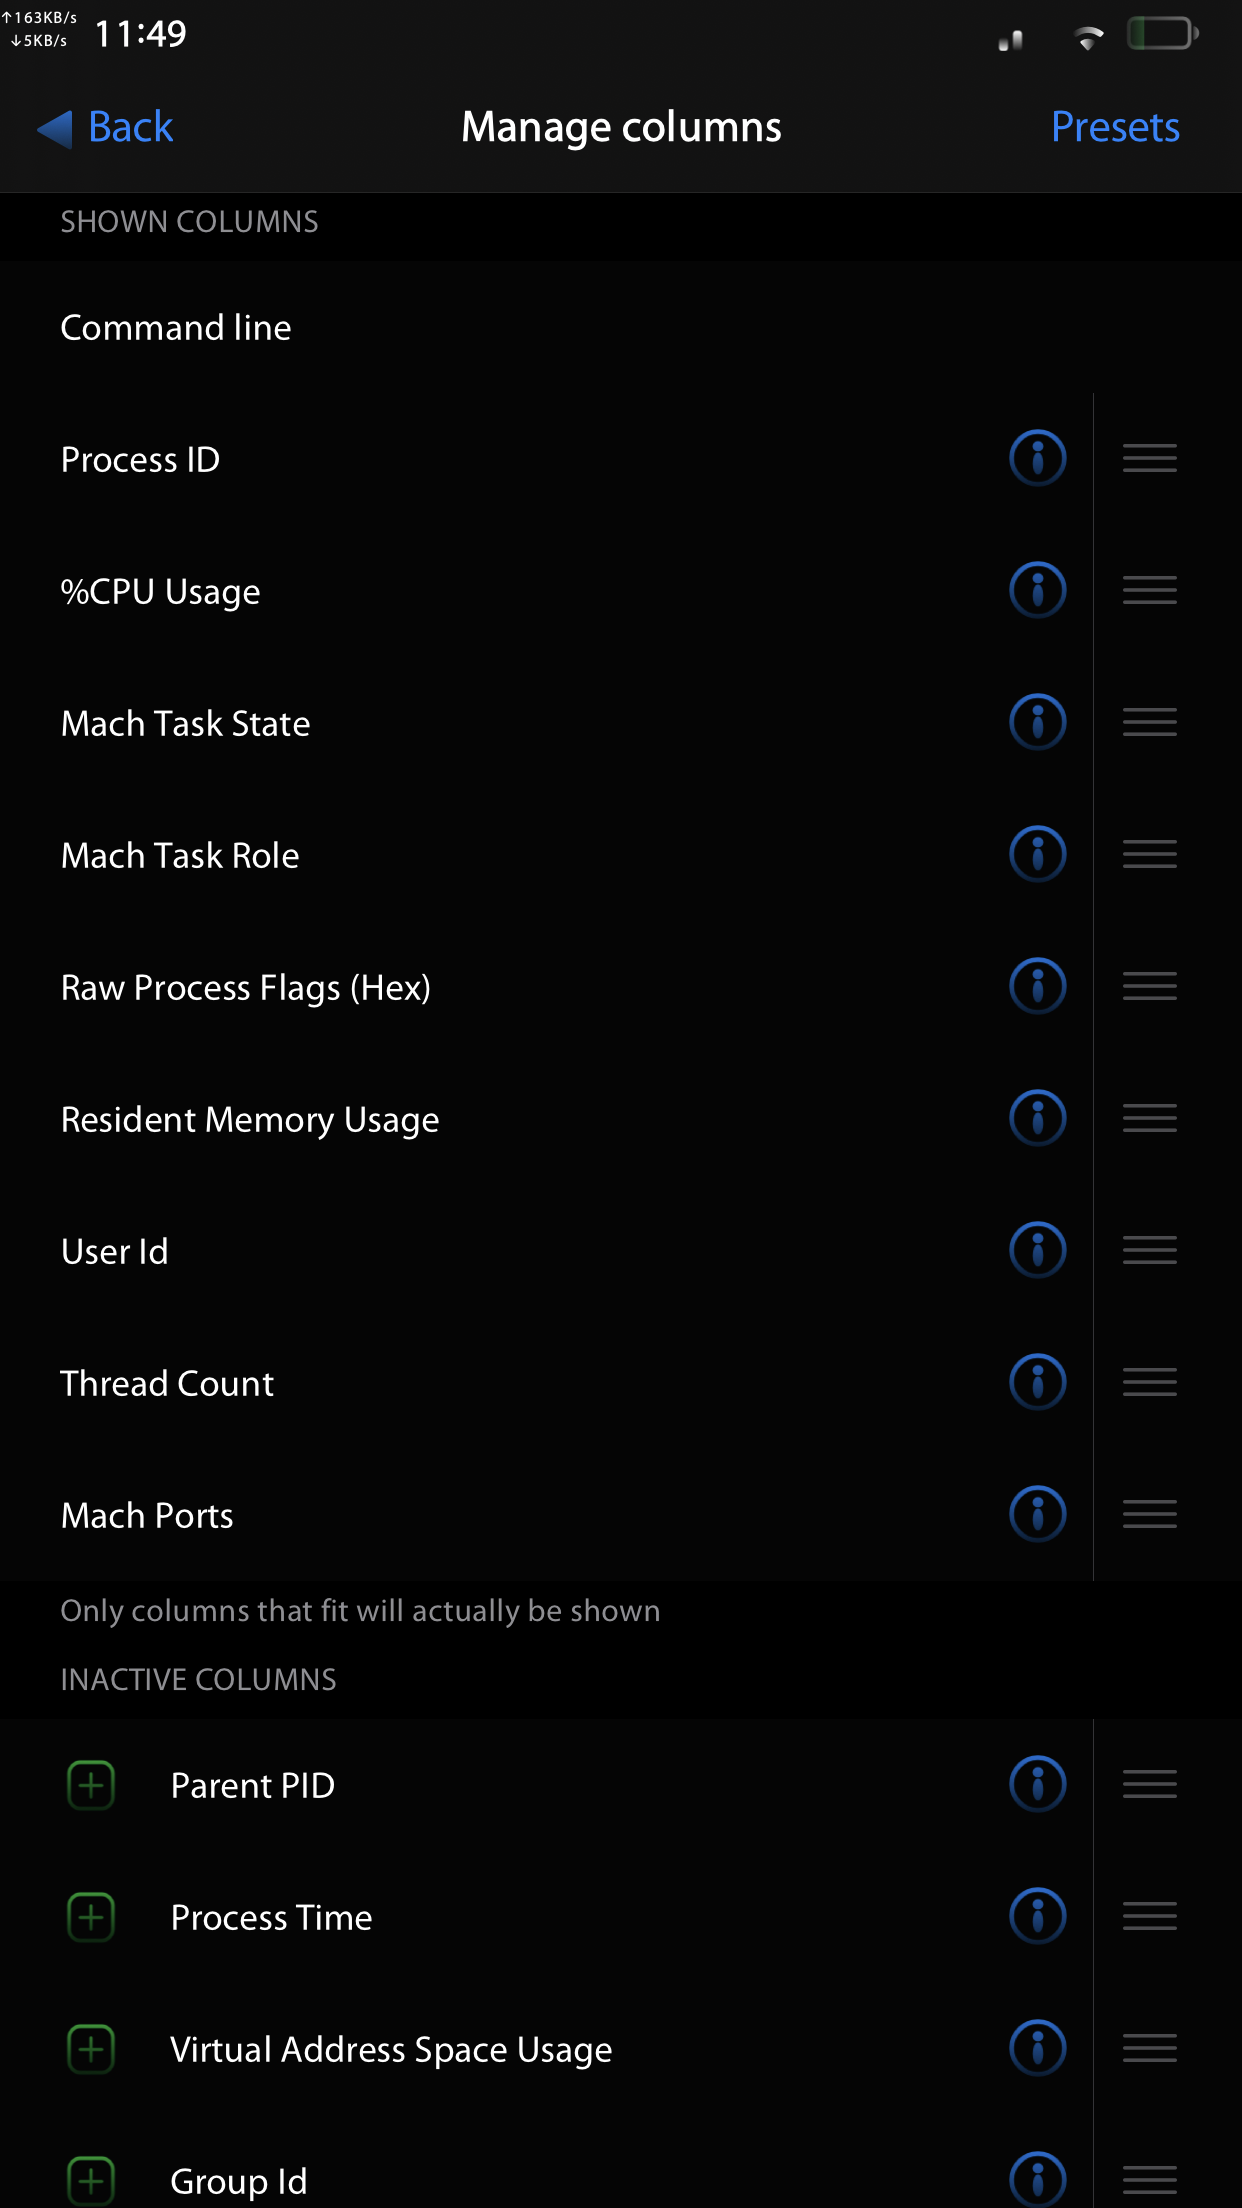 ↑163KB/s
↓5KB/s
11:49
Back
Manage columns
Presets
SHOWN COLUMNS
Command line
Process ID
%CPU Usage
Mach Task State
Mach Task Role
Raw Process Flags (Hex)
Resident Memory Usage
User Id
Thread Count
Mach Ports
Only columns that fit will actually be shown
INACTIVE COLUMNS
Parent PID
Process Time
Virtual Address Space Usage
Group Id